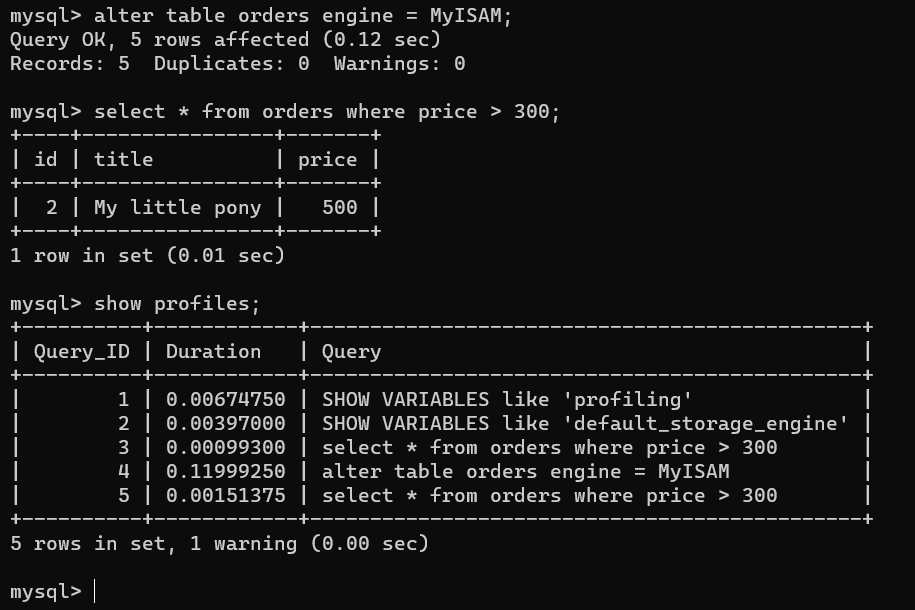 mysql> alter table orders engine = MyISAM;
Query OK, 5 rows affected (0.12 sec)
Records: 5  Duplicates: 0  Warnings: 0

mysql> select * from orders where price > 300;
+----+----------------+-------+
| id | title          | price |
+----+----------------+-------+
|  2 | My little pony |   500 |
+----+----------------+-------+
1 row in set (0.01 sec)

mysql> show profiles;
+----------+------------+----------------------------------------------+
| Query_ID | Duration   | Query                                        |
+----------+------------+----------------------------------------------+
|        1 | 0.00674750 | SHOW VARIABLES like 'profiling'              |
|        2 | 0.00397000 | SHOW VARIABLES like 'default_storage_engine' |
|        3 | 0.00099300 | select * from orders where price > 300       |
|        4 | 0.11999250 | alter table orders engine = MyISAM           |
|        5 | 0.00151375 | select * from orders where price > 300       |
+----------+------------+----------------------------------------------+
5 rows in set, 1 warning (0.00 sec)

mysql>